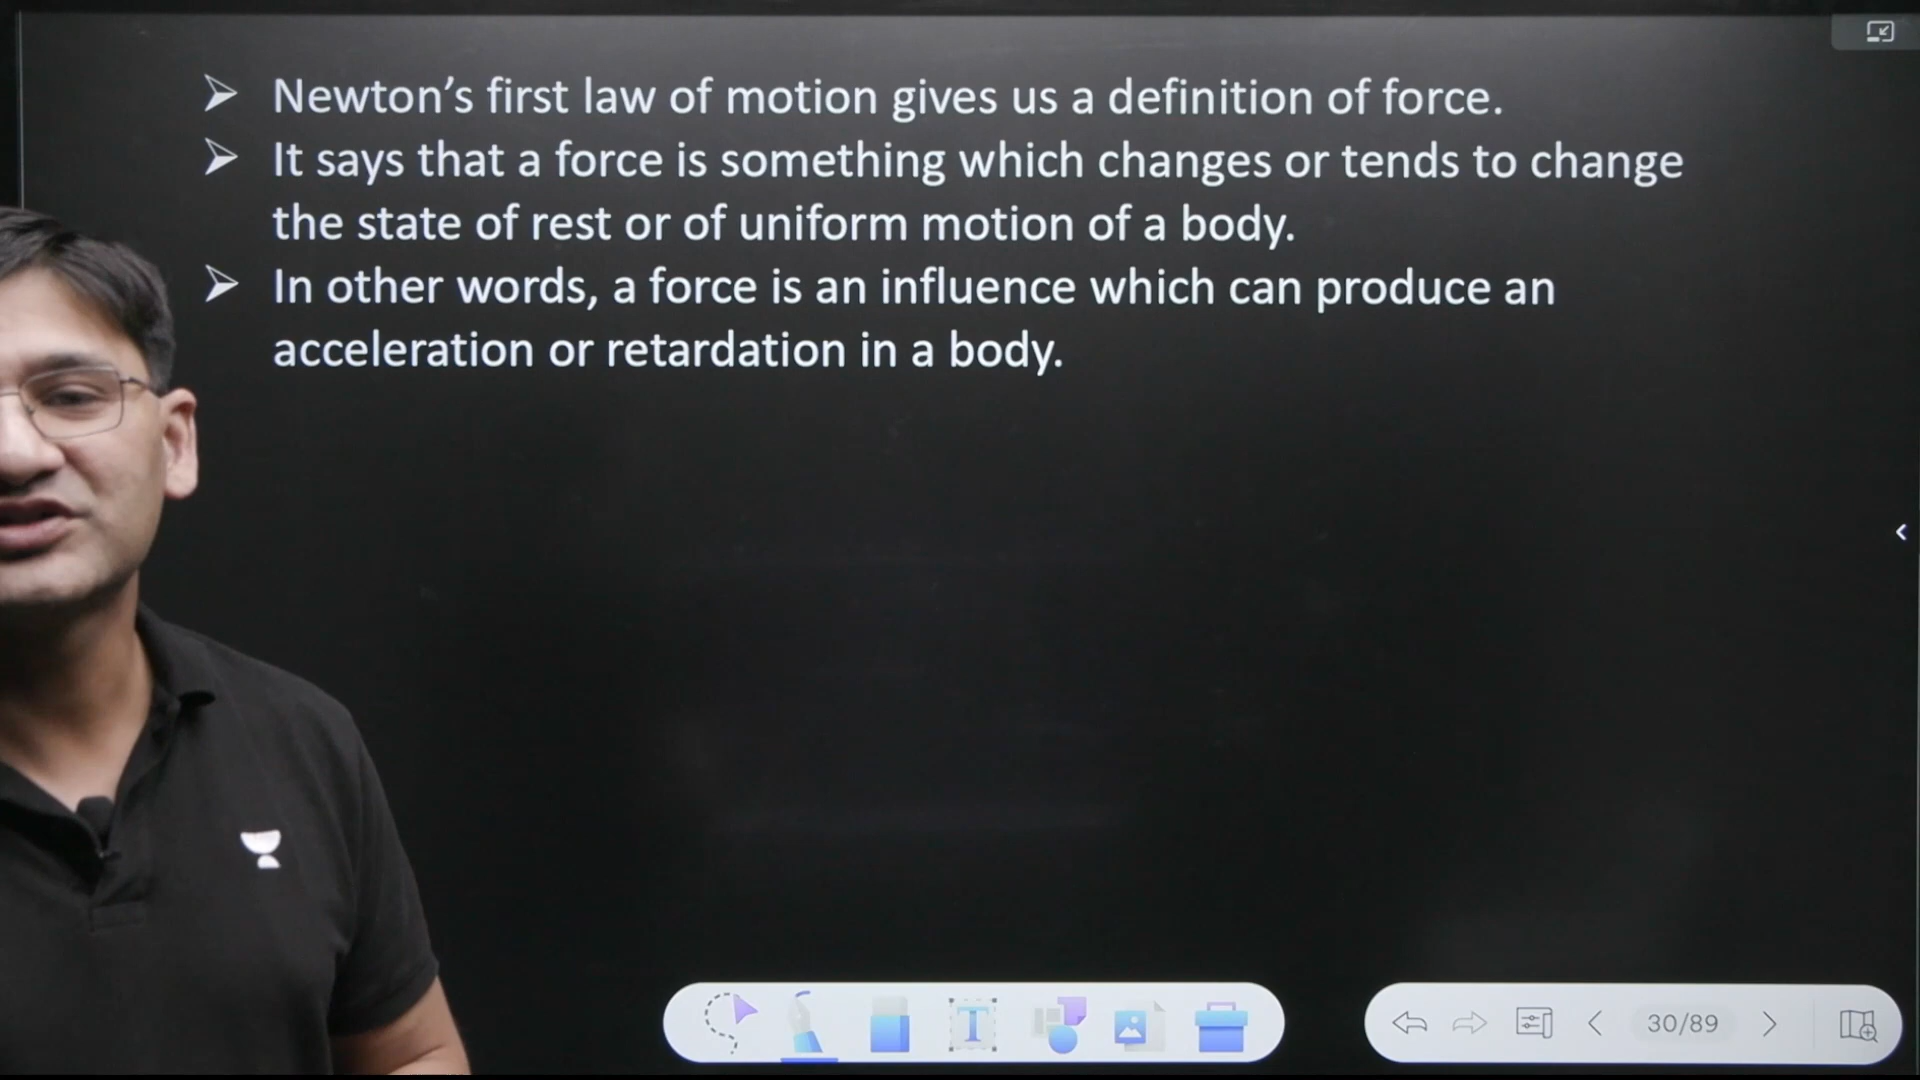 ➢ Newton’s first law of motion gives us a definition of force.
➢ It says that a force is something which changes or tends to change
the state of rest or of uniform motion of a body.
➢ In other words, a force is an influence which can produce an
acceleration or retardation in a body.
T
30/89